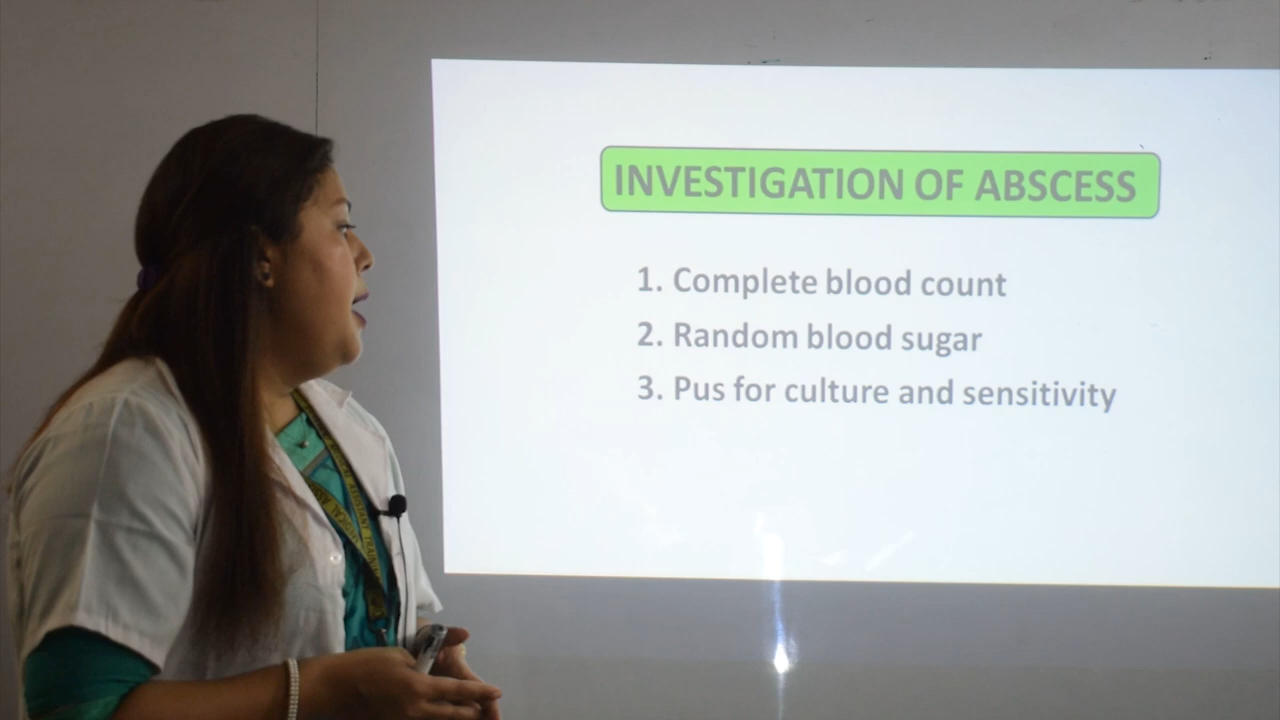 INVESTIGATION OF ABSCESS
1. Complete blood count
2. Random blood sugar
3. Pus for culture and sensitivity